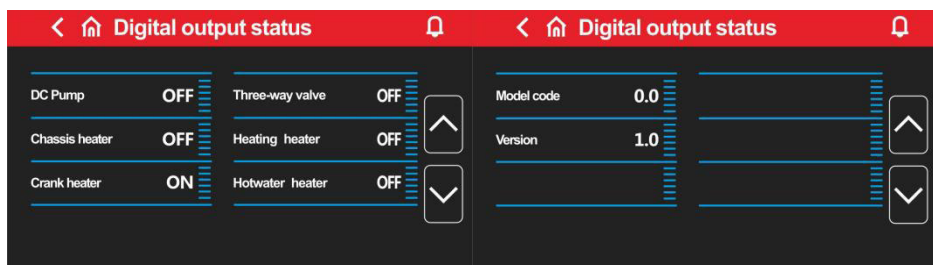 Digital output status
DC Pump OFF Three-way valve OFF
Chassis heater OFF Heating heater OFF
Crank heater ON Hotwater heater OFF
Digital output status
Model code 0.0
Version 1.0